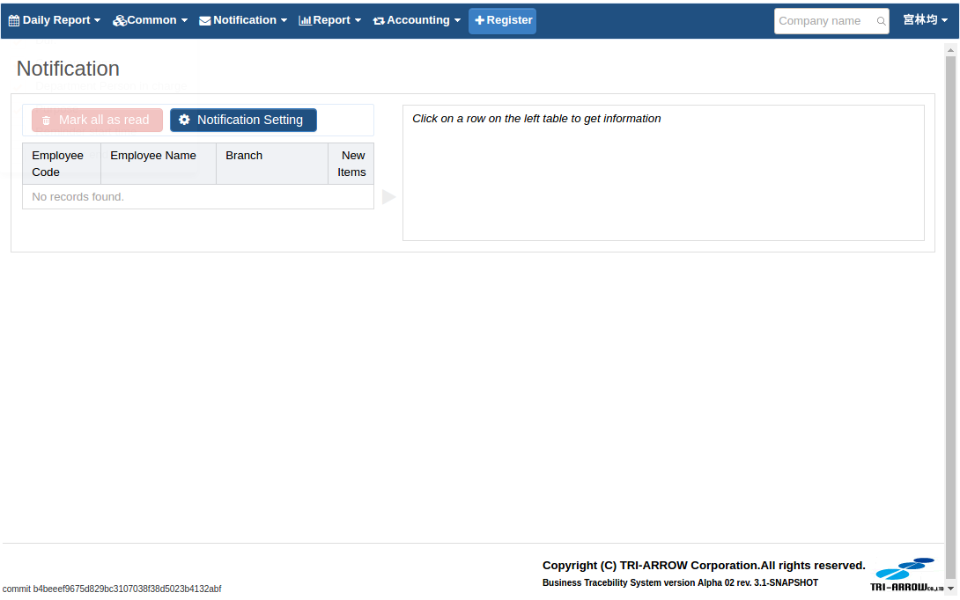 Daily Report Common Notification Report Accounting Register Company name 宮林均
Notification
Mark all as read Notification Setting
Click on a row on the left table to get information
Employee Code Employee Name Branch New Items
No records found.
Copyright (C) TRI-ARROW Corporation.All rights reserved.
Business Tracebility System version Alpha 02 rev. 3.1-SNAPSHOT
TRI-ARROW CO.,LTD
commit b4beeef9675d829bc3107038f38d5023b4132abf